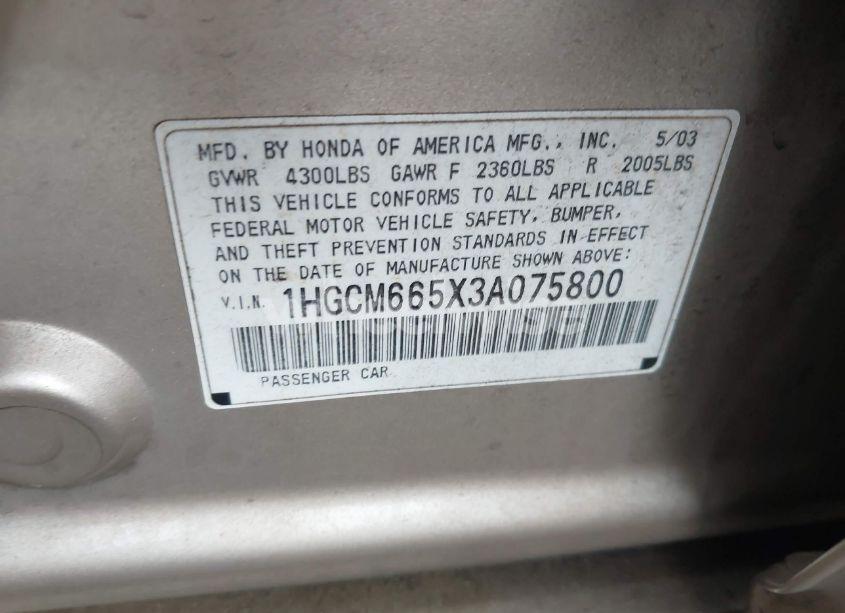 MFD. BY HONDA OF AMERICA MFG., INC. 5/03
GVWR 4300LBS GAWR F 2360LBS R 2005LBS
THIS VEHICLE CONFORMS TO ALL APPLICABLE
FEDERAL MOTOR VEHICLE SAFETY, BUMPER,
AND THEFT PREVENTION STANDARDS IN EFFECT
ON THE DATE OF MANUFACTURE SHOWN ABOVE:
V.I.N. 1HGCM665X3A075800
PASSENGER CAR